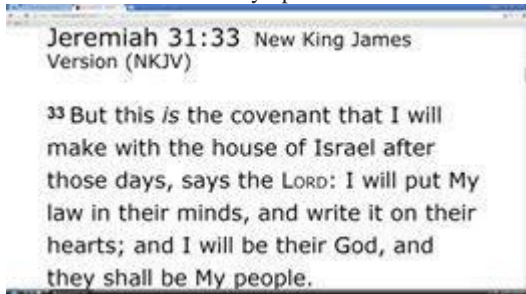 Jeremiah 31:33 New King James
Version (NKJV)
33 But this is the covenant that I will
make with the house of Israel after
those days, says the LORD: I will put My
law in their minds, and write it on their
hearts; and I will be their God, and
they shall be My people.